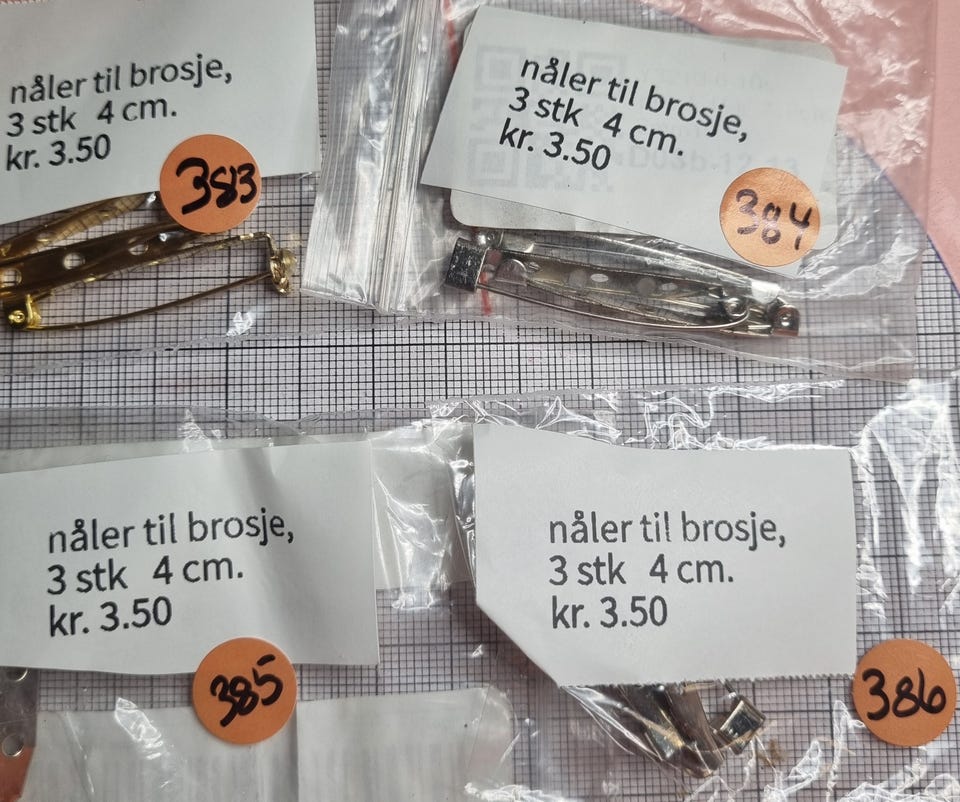 nåler til brosje,
3 stk 4 cm.
kr. 3.50
383
nåler til brosje,
3 stk 4 cm.
kr. 3.50
384
nåler til brosje,
3 stk 4 cm.
kr. 3.50
385
nåler til brosje,
3 stk 4 cm.
kr. 3.50
386